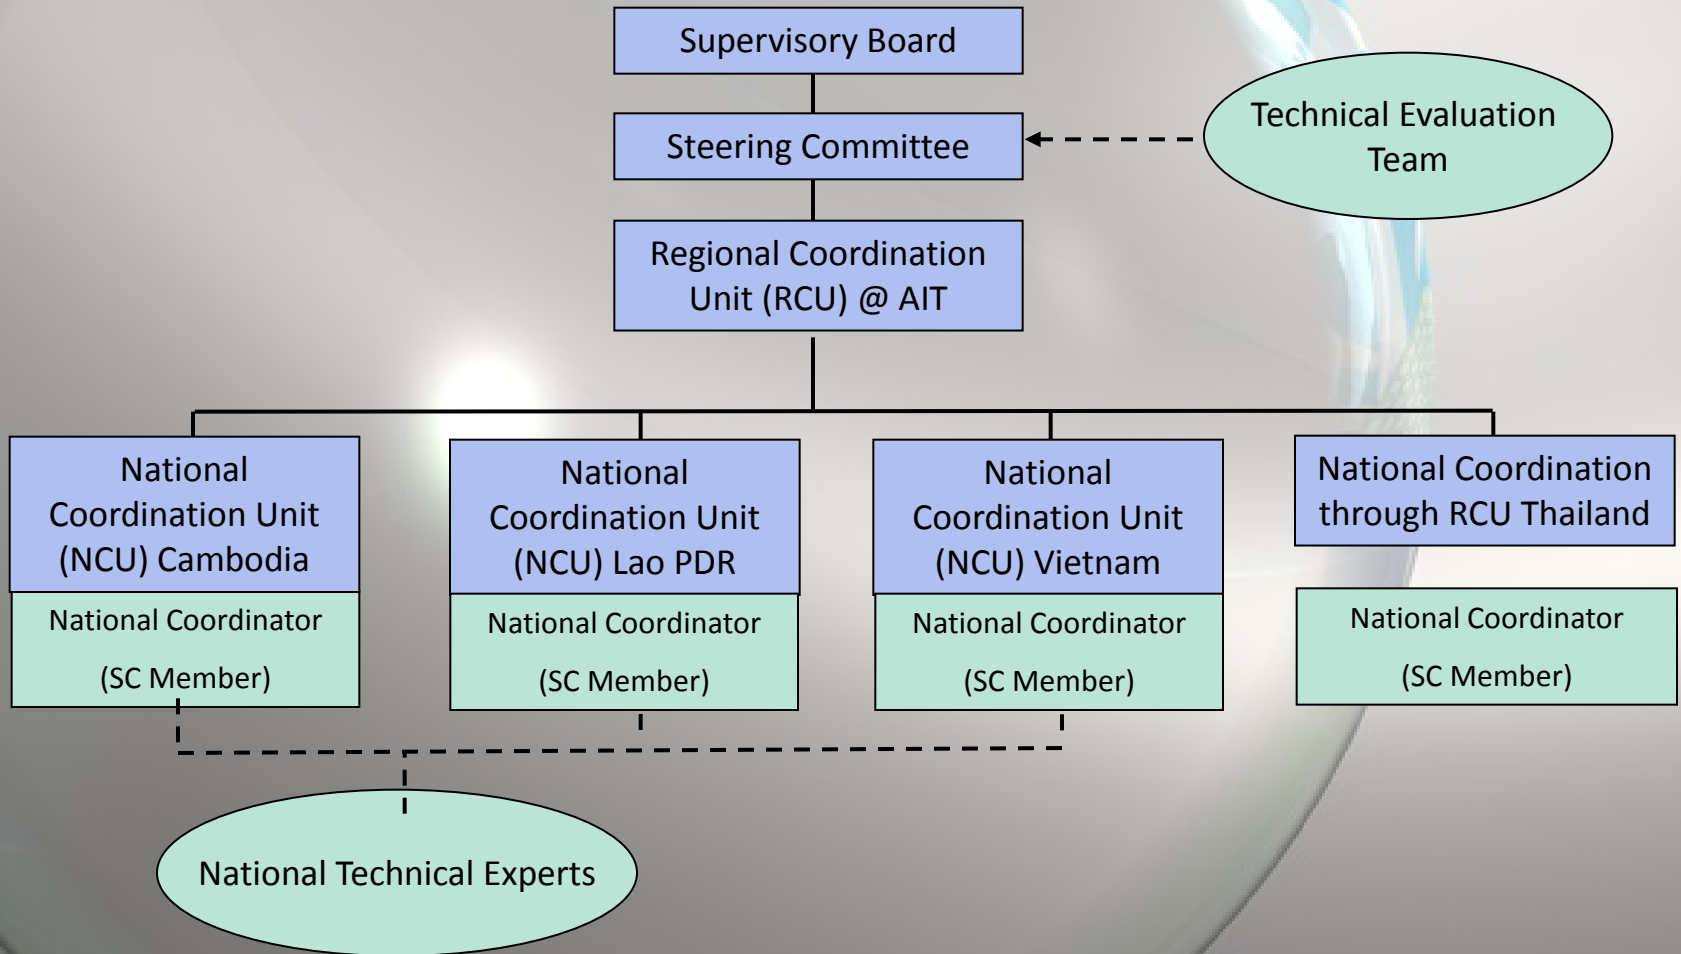 Supervisory Board
Technical Evaluation
Team
Steering Committee
Regional Coordination
Unit (RCU) @ AIT
National
Coordination Unit
(NCU) Cambodia
National Coordinator
(SC Member)
National
Coordination Unit
(NCU) Lao PDR
National Coordinator
(SC Member)
National
Coordination Unit
(NCU) Vietnam
National Coordinator
(SC Member)
National Coordination
through RCU Thailand
National Coordinator
(SC Member)
National Technical Experts